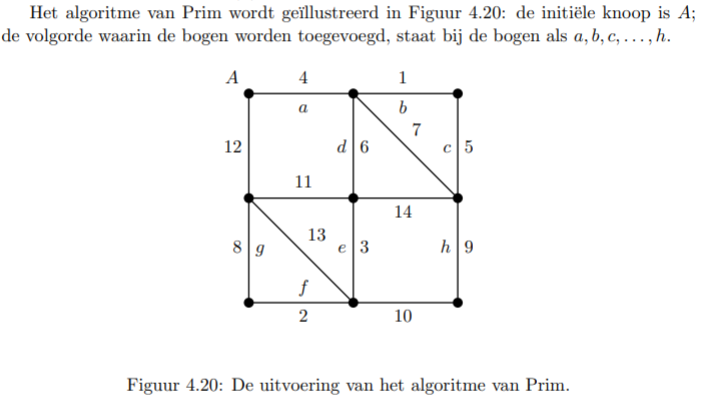 Het algoritme van Prim wordt geïllustreerd in Figuur 4.20: de initiële knoop is A;
de volgorde waarin de bogen worden toegevoegd, staat bij de bogen als a, b, c, . . . , h.
A 4 1
a b
7
12 d 6 c 5
11
14
13
8 g e 3 h 9
f
2 10
Figuur 4.20: De uitvoering van het algoritme van Prim.